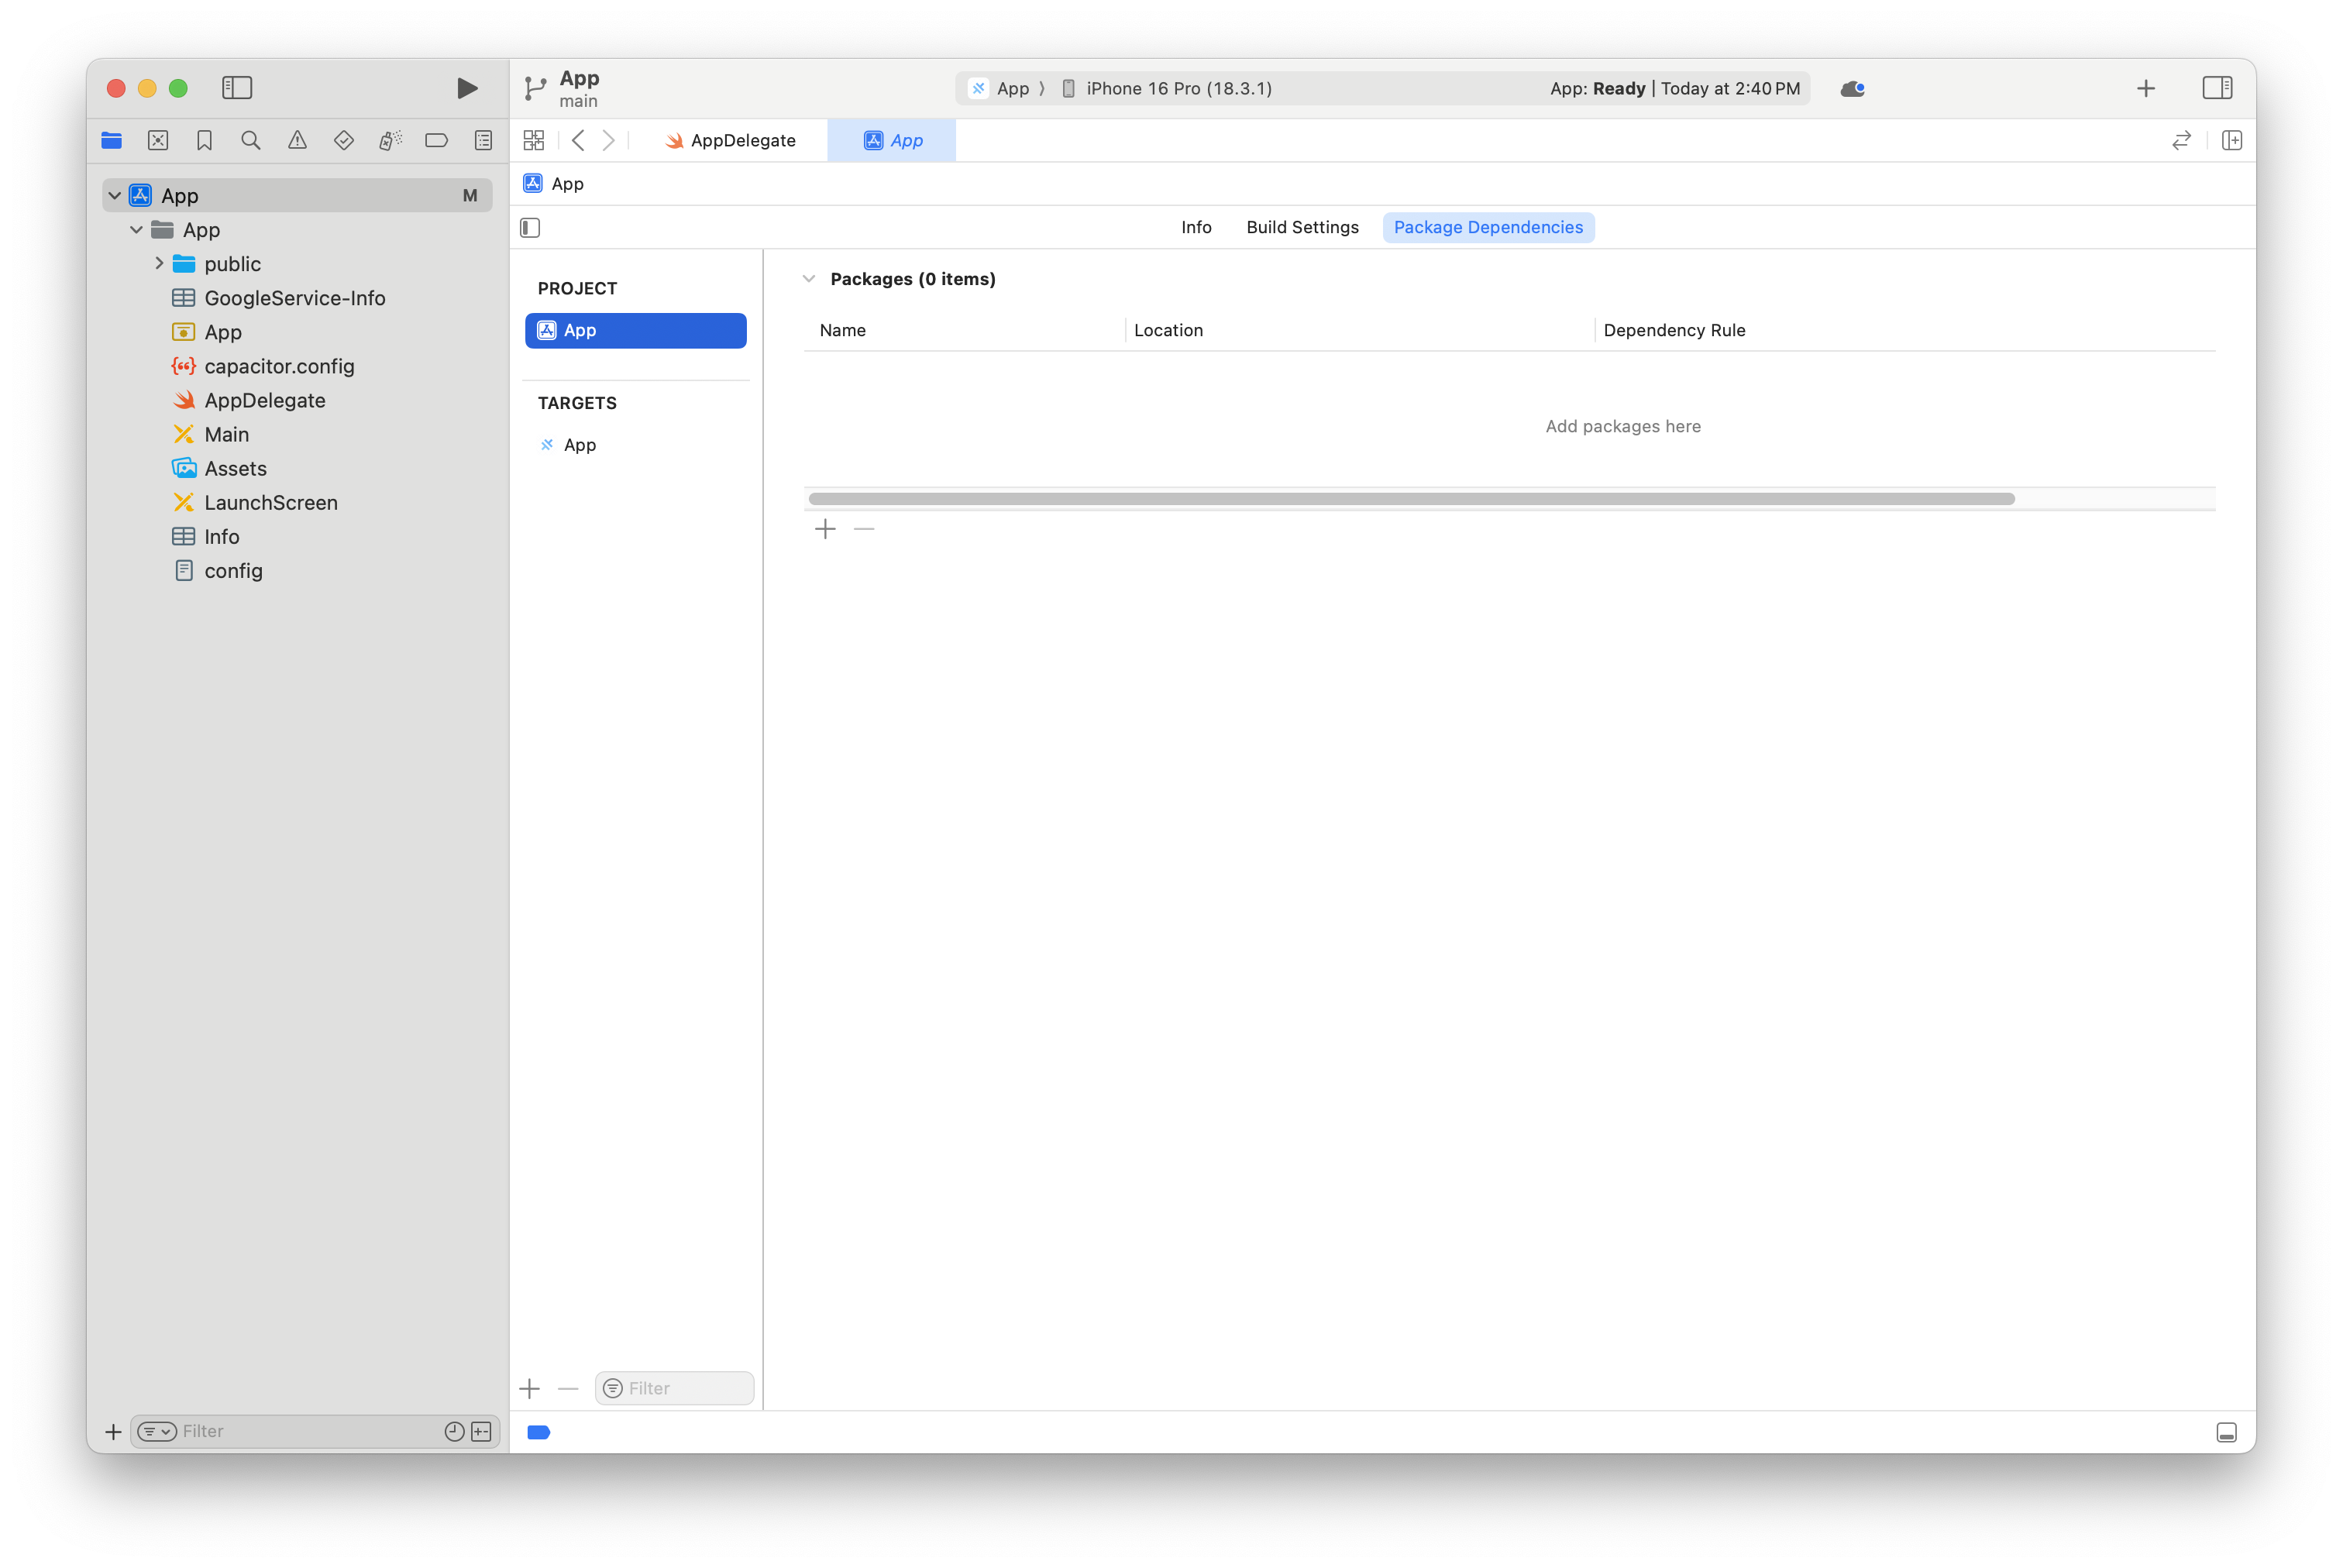 App
main
App
iPhone 16 Pro (18.3.1)
App: Ready | Today at 2:40 PM
AppDelegate
App
App
M
App
public
GoogleService-Info
App
capacitor.config
AppDelegate
Main
Assets
LaunchScreen
Info
config
Filter
App
Info
Build Settings
Package Dependencies
PROJECT
App
TARGETS
App
Filter
Packages (0 items)
Name
Location
Dependency Rule
Add packages here